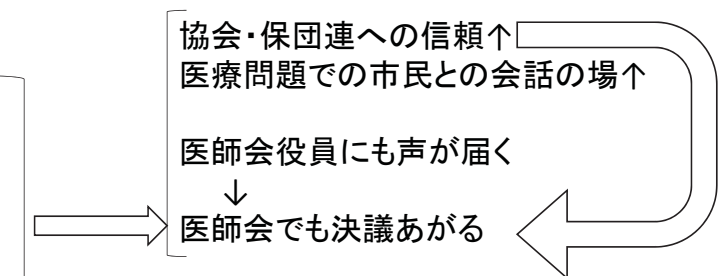 協会・保団連への信頼↑
医療問題での市民との会話の場↑
医師会役員にも声が届く
↓
医師会でも決議あがる